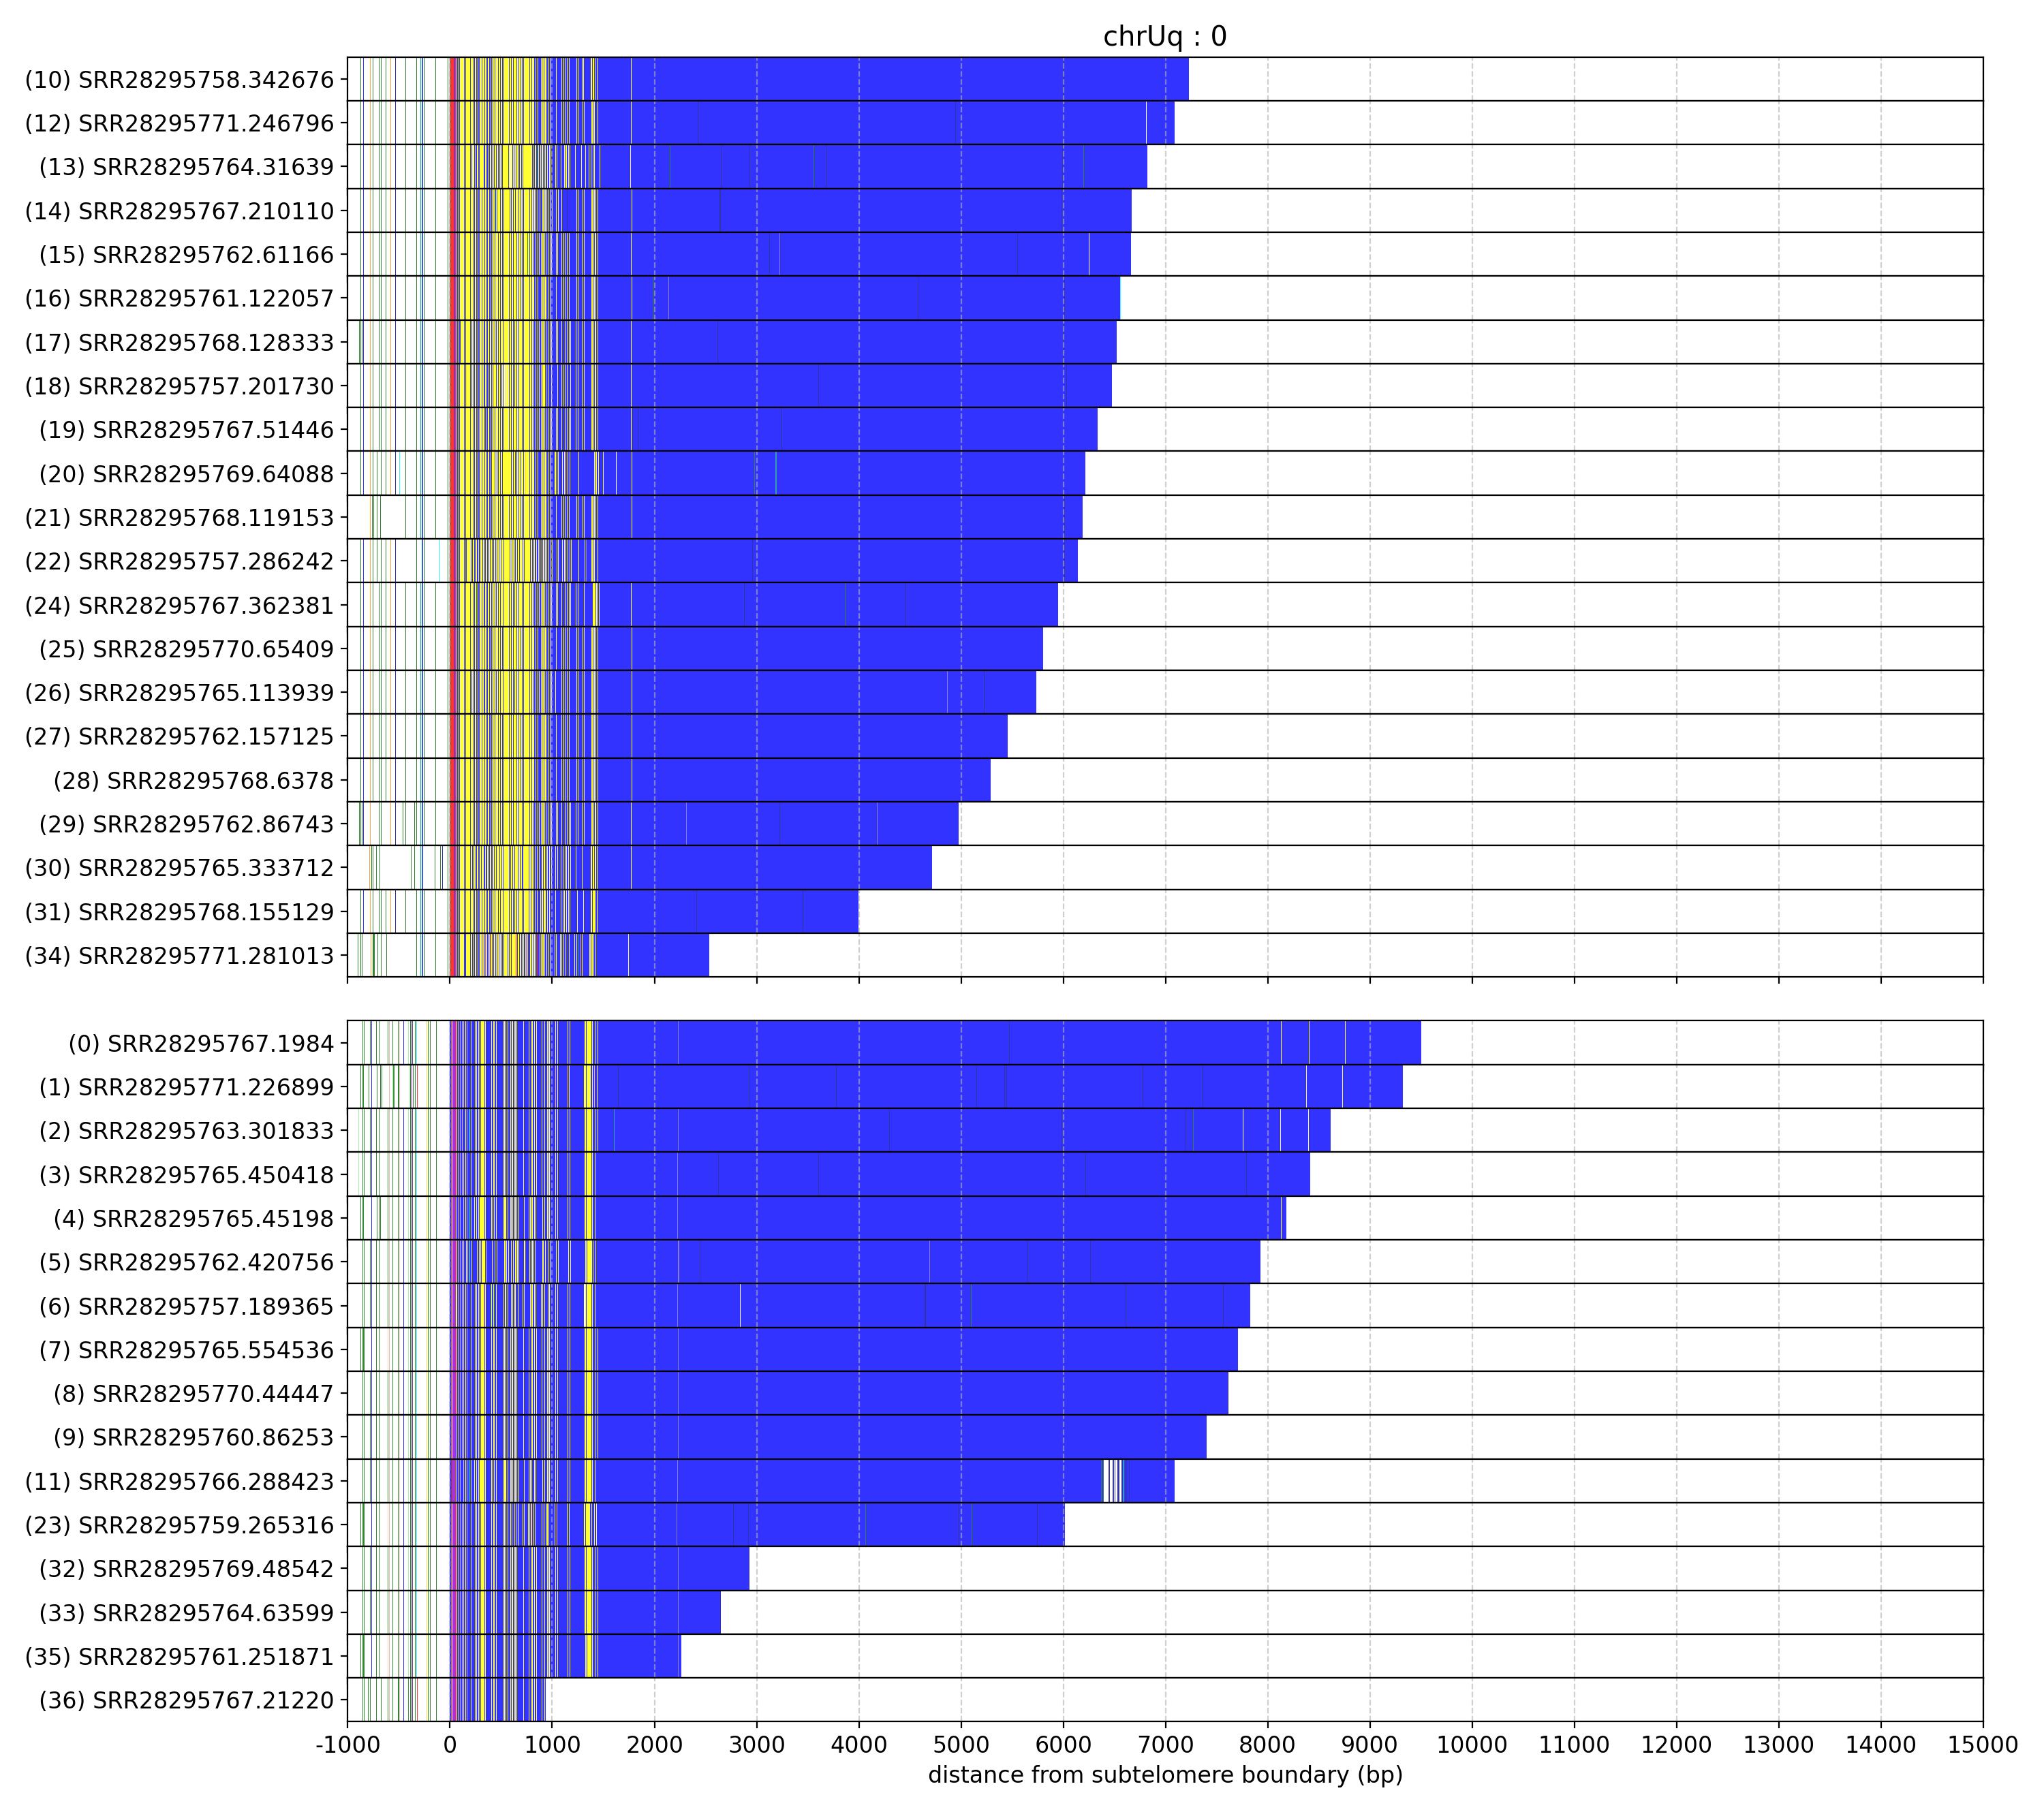 chrUq : 0
(10) SRR28295758.342676
(12) SRR28295771.246796
(13) SRR28295764.31639
(14) SRR28295767.210110
(15) SRR28295762.61166
(16) SRR28295761.122057
(17) SRR28295768.128333
(18) SRR28295757.201730
(19) SRR28295767.51446
(20) SRR28295769.64088
(21) SRR28295768.119153
(22) SRR28295757.286242
(24) SRR28295767.362381
(25) SRR28295770.65409
(26) SRR28295765.113939
(27) SRR28295762.157125
(28) SRR28295768.6378
(29) SRR28295762.86743
(30) SRR28295765.333712
(31) SRR28295768.155129
(34) SRR28295771.281013
(0) SRR28295767.1984
(1) SRR28295771.226899
(2) SRR28295763.301833
(3) SRR28295765.450418
(4) SRR28295765.45198
(5) SRR28295762.420756
(6) SRR28295757.189365
(7) SRR28295765.554536
(8) SRR28295770.44447
(9) SRR28295760.86253
(11) SRR28295766.288423
(23) SRR28295759.265316
(32) SRR28295769.48542
(33) SRR28295764.63599
(35) SRR28295761.251871
(36) SRR28295767.21220
-1000 0 1000 2000 3000 4000 5000 6000 7000 8000 9000 10000 11000 12000 13000 14000 15000
distance from subtelomere boundary (bp)